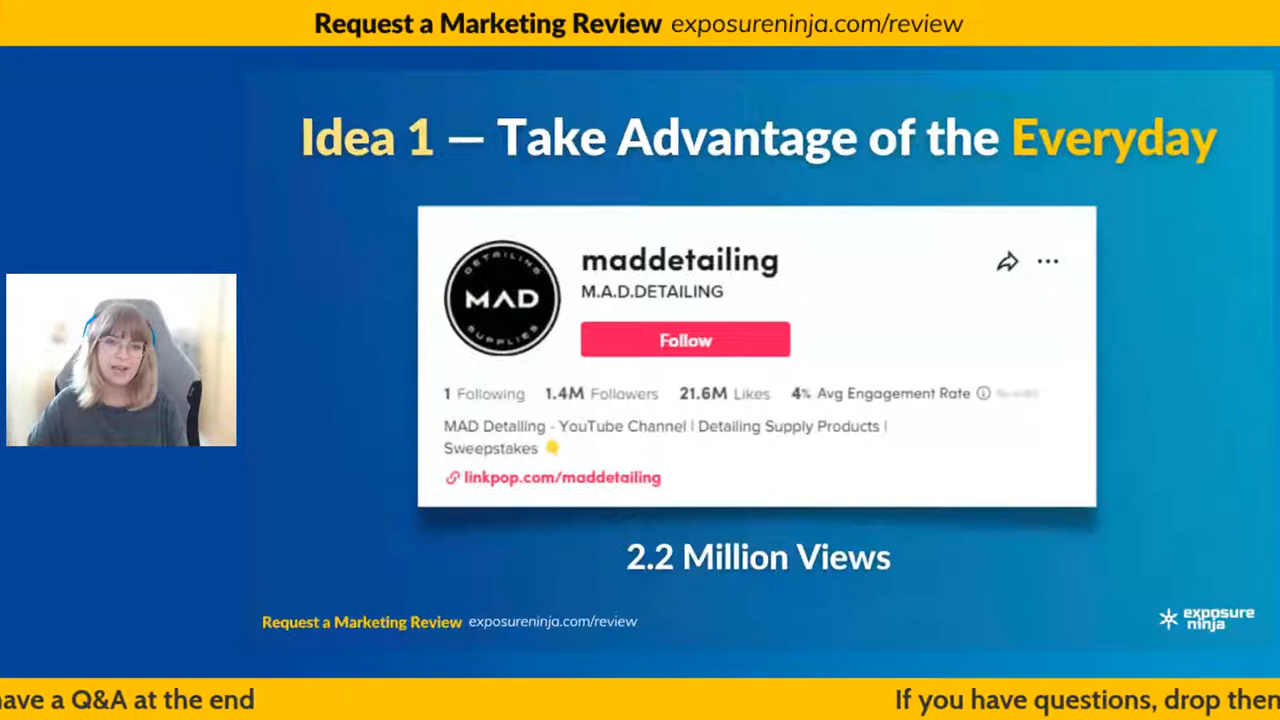 Request a Marketing Review exposureninja.com/review
Idea 1 — Take Advantage of the Everyday
DETAILING
MAD
SUPPLIES
maddetailing
M.A.D.DETAILING
Follow
1 Following 1.4M Followers 21.6M Likes 4% Avg Engagement Rate
MAD Detailing - YouTube Channel | Detailing Supply Products |
Sweepstakes 👇
linkpop.com/maddetailing
2.2 Million Views
Request a Marketing Review exposureninja.com/review
exposure
ninja
ave a Q&A at the end
If you have questions, drop then